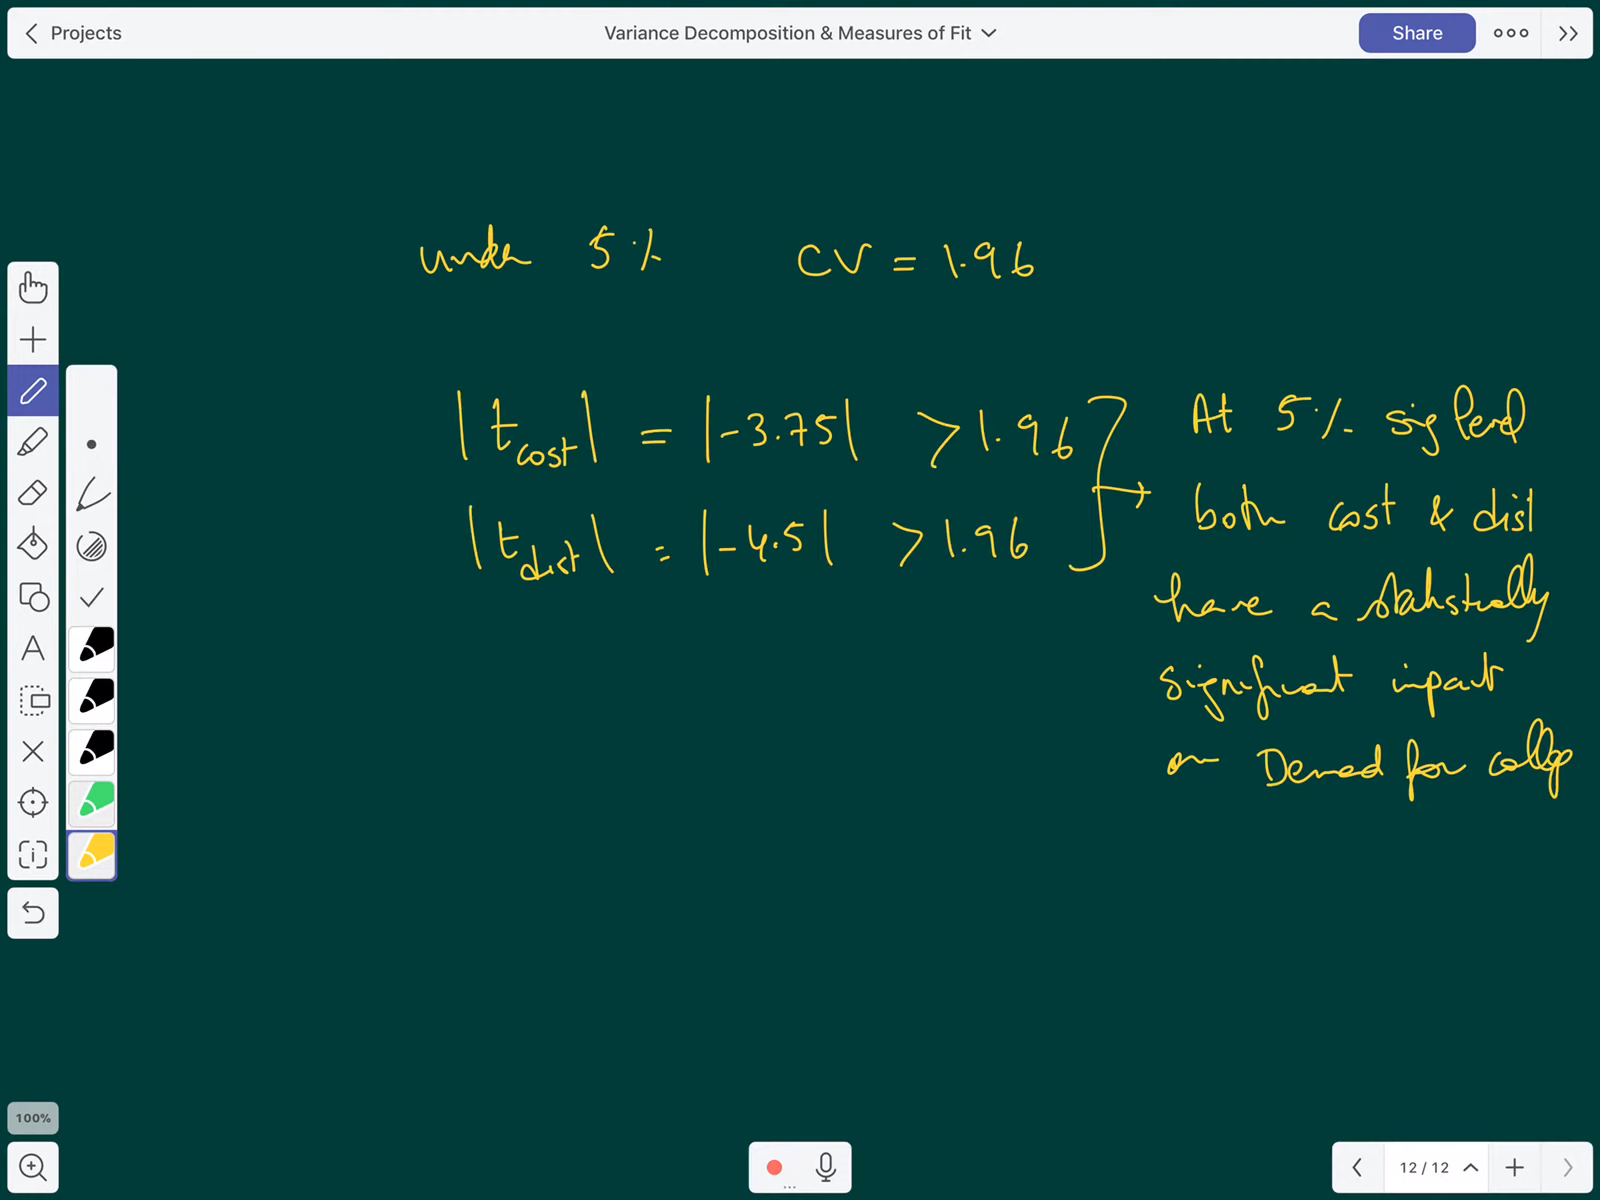 Projects
Variance Decomposition & Measures of Fit
Share
under 5% CV = 1.96
|t cost| = |-3.75| > 1.96
|t dist| = |-4.5| > 1.96
At 5% sig level
both cost & dist
have a statistically
significant impact
on Demand for college
A
100%
12 / 12